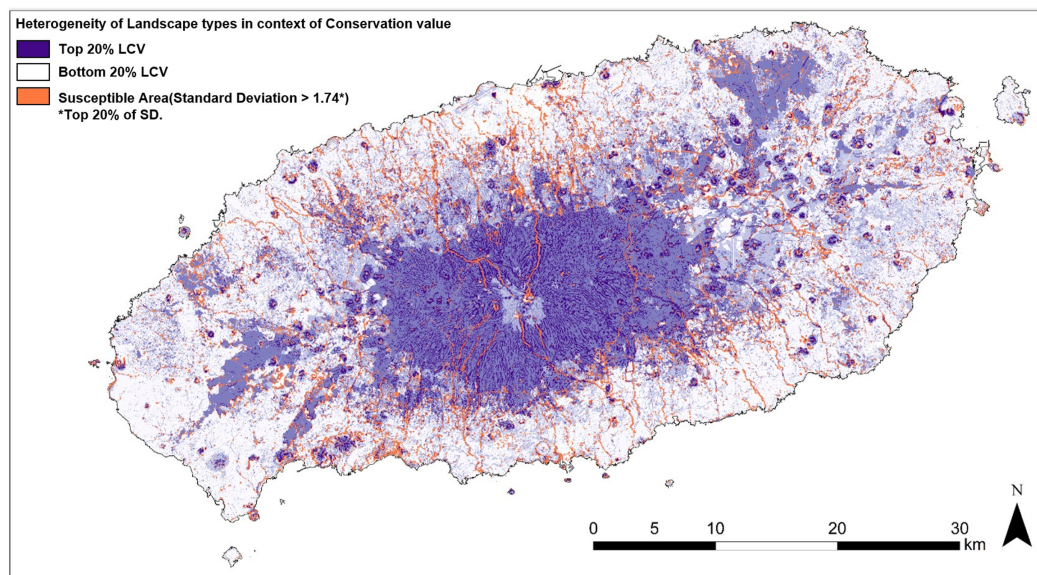 Heterogeneity of Landscape types in context of Conservation value
Top 20% LCV
Bottom 20% LCV
Susceptible Area(Standard Deviation > 1.74*)
*Top 20% of SD.
N
0 5 10 20 30
km